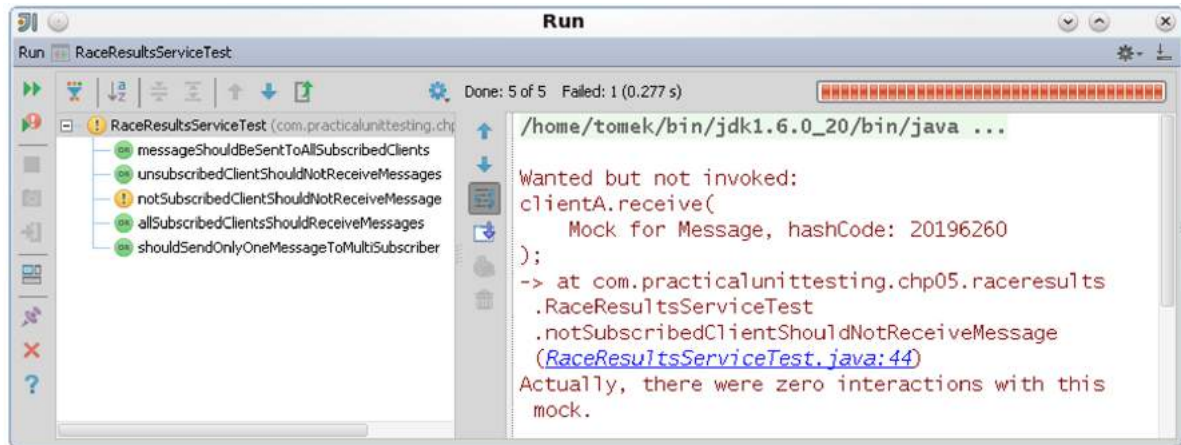 Run
Run RaceResultsServiceTest
Done: 5 of 5 Failed: 1 (0.277 s)
RaceResultsServiceTest (com.practicalunittesting.chp
messageShouldBeSentToAllSubscribedClients
unsubscribedClientShouldNotReceiveMessages
notSubscribedClientShouldNotReceiveMessage
allSubscribedClientsShouldReceiveMessages
shouldSendOnlyOneMessageToMultiSubscriber
/home/tomek/bin/jdk1.6.0_20/bin/java ...
Wanted but not invoked:
clientA.receive(
Mock for Message, hashCode: 20196260
);
-> at com.practicalunittesting.chp05.raceresults
.RaceResultsServiceTest
.notSubscribedClientShouldNotReceiveMessage
(RaceResultsServiceTest.java:44)
Actually, there were zero interactions with this
mock.